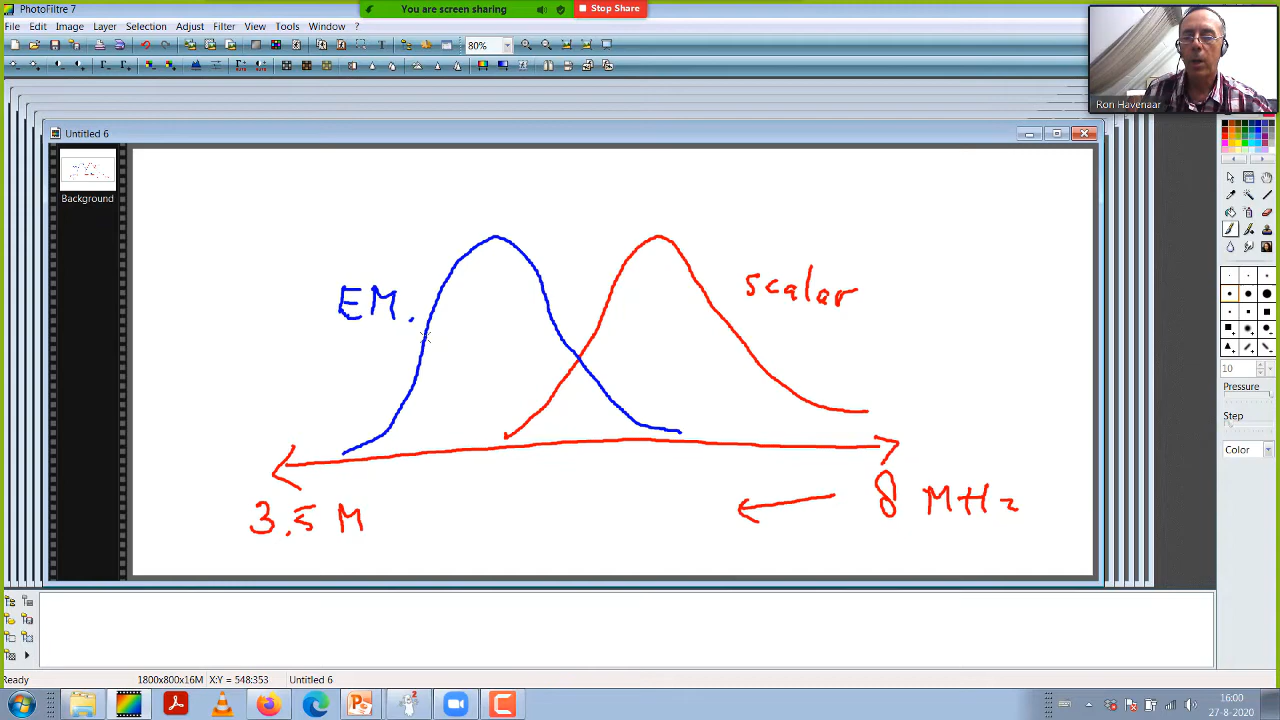 PhotoFiltre 7
You are screen sharing
Stop Share
File Edit Image Layer Selection Adjust Filter View Tools Window ?
80%
Ron Havenaar
Untitled 6
Background
EM.
scalar
3.5 M
8 MHz
10
Pressure
Step
Color
Ready
1800x800x16M
X:Y = 548:353
Untitled 6
16:00
27-8-2020